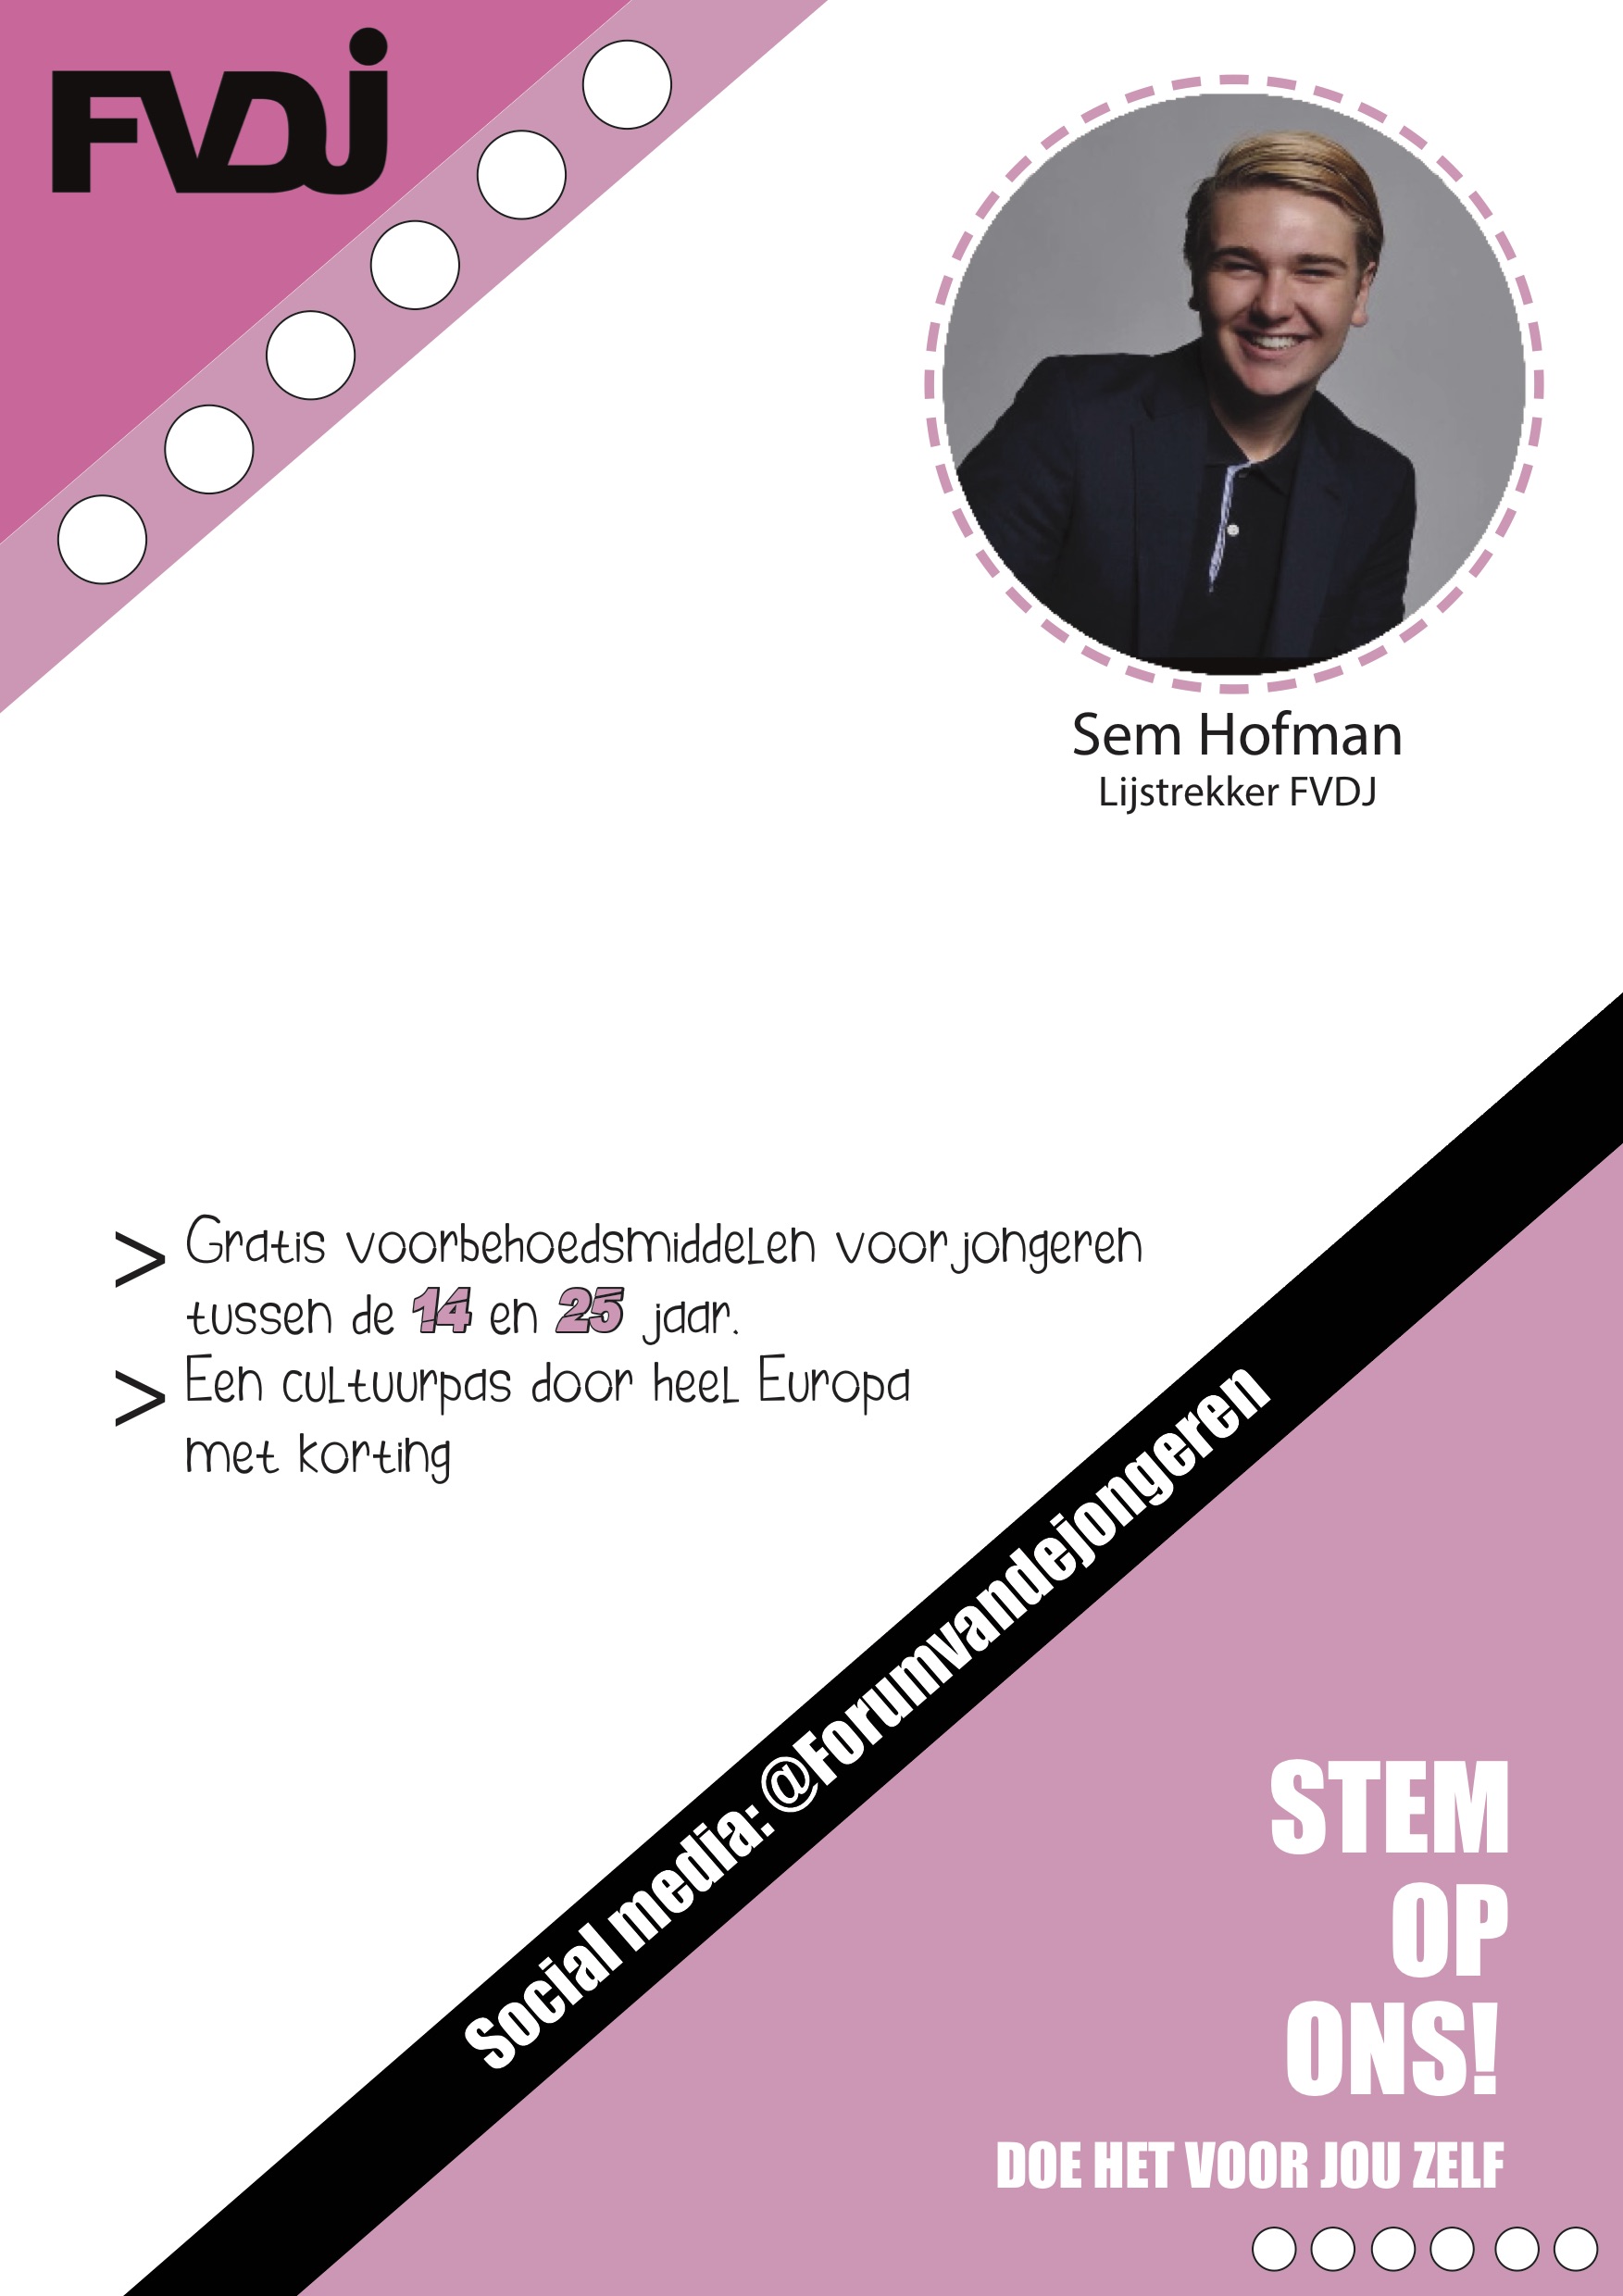 FVDJ
Sem Hofman
Lijstrekker FVDJ
> Gratis voorbehoedsmiddelen voor jongeren
tussen de 14 en 25 jaar.
> Een cultuurpas door heel Europa
met korting
Social media: @Forumvandejongeren
STEM
OP
ONS!
DOE HET VOOR JOU ZELF